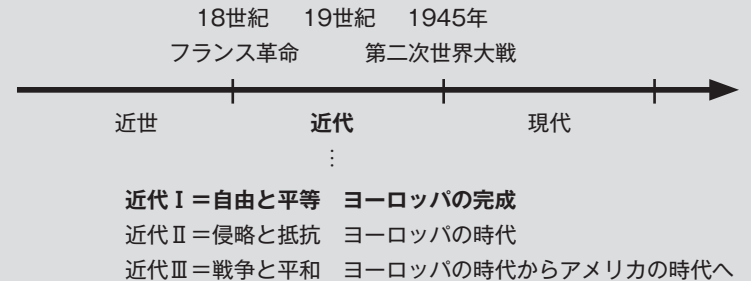 18世紀 19世紀 1945年
フランス革命 第二次世界大戦
近世 近代 現代
⋮
近代Ⅰ＝自由と平等 ヨーロッパの完成
近代Ⅱ＝侵略と抵抗 ヨーロッパの時代
近代Ⅲ＝戦争と平和 ヨーロッパの時代からアメリカの時代へ